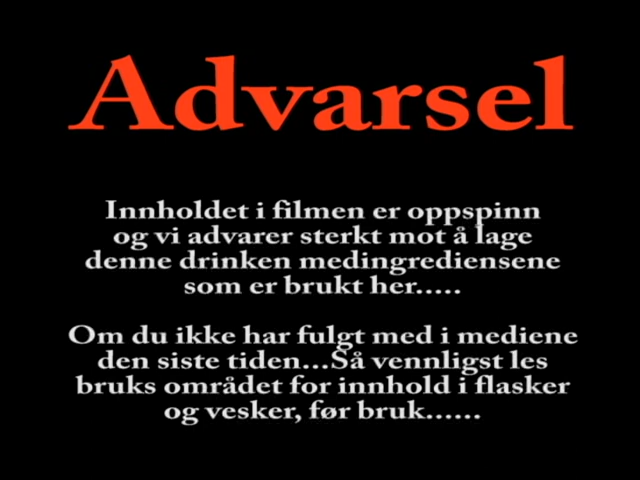 Advarsel
Innholdet i filmen er oppspinn
og vi advarer sterkt mot å lage
denne drinken medingrediensene
som er brukt her.....
Om du ikke har fulgt med i mediene
den siste tiden...Så vennligst les
bruks området for innhold i flasker
og vesker, før bruk......